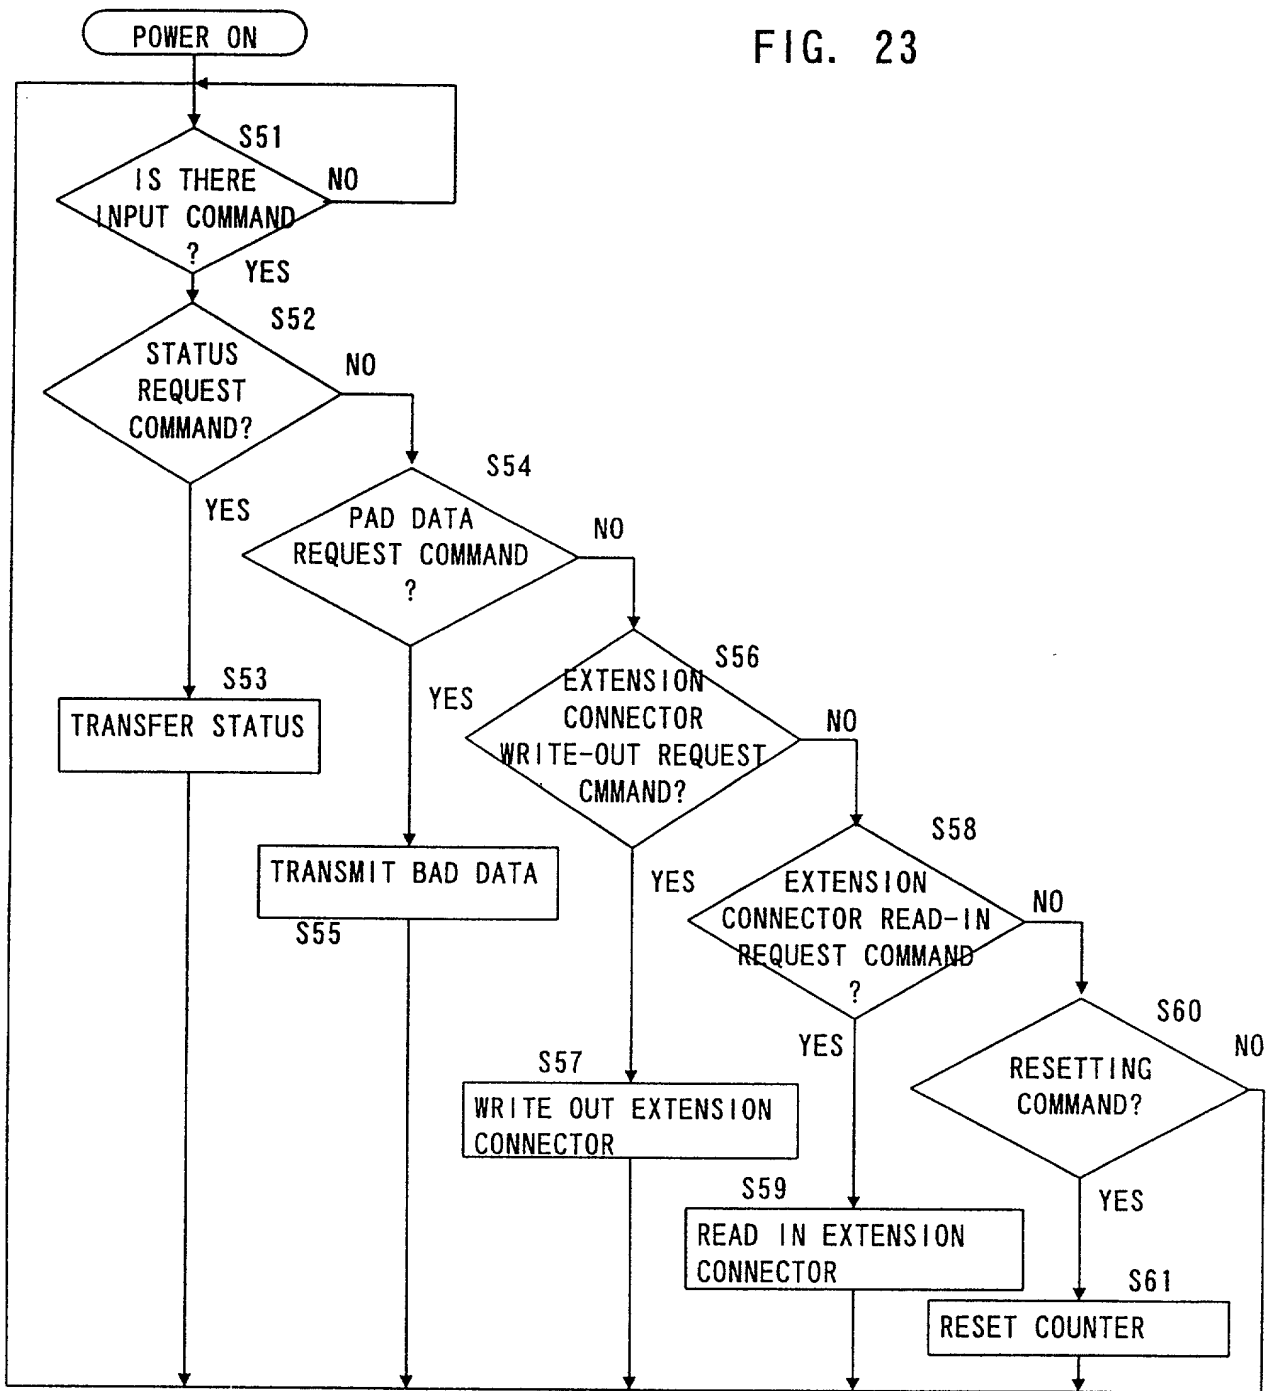 POWER ON
FIG. 23
S51
IS THERE
INPUT COMMAND
?
NO
YES
S52
STATUS
REQUEST
COMMAND?
NO
YES
S54
PAD DATA
REQUEST COMMAND
?
NO
YES
S53
TRANSFER STATUS
S56
EXTENSION
CONNECTOR
WRITE-OUT REQUEST
CMMAND?
NO
YES
TRANSMIT BAD DATA
S55
S58
EXTENSION
CONNECTOR READ-IN
REQUEST COMMAND
?
NO
YES
S57
WRITE OUT EXTENSION
CONNECTOR
S60
RESETTING
COMMAND?
NO
YES
S59
READ IN EXTENSION
CONNECTOR
S61
RESET COUNTER